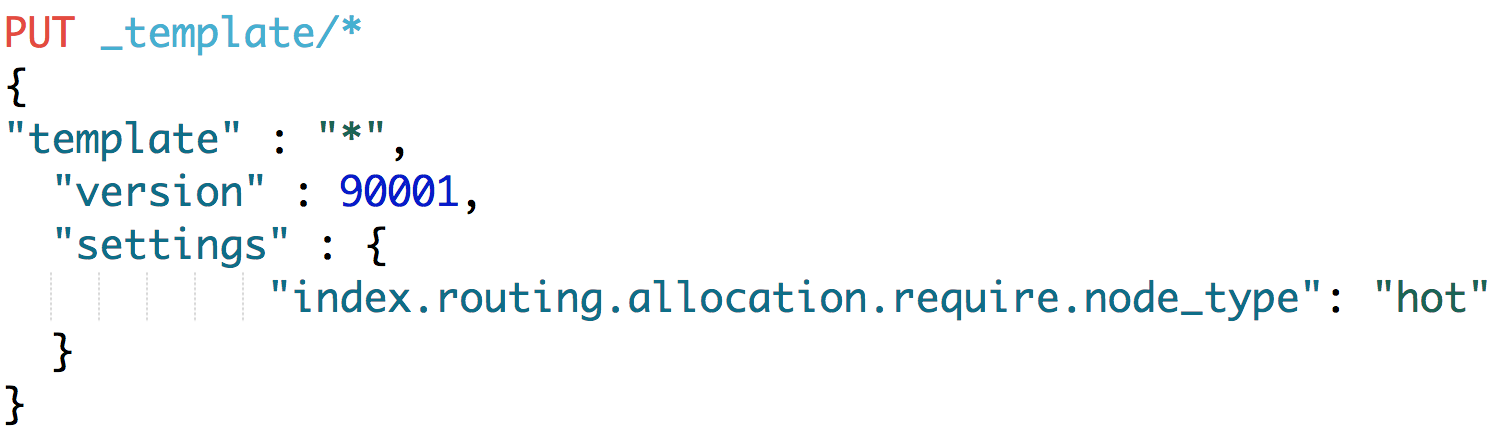 PUT _template/*
{
"template" : "*",
  "version" : 90001,
  "settings" : {
           "index.routing.allocation.require.node_type": "hot"
  }
}